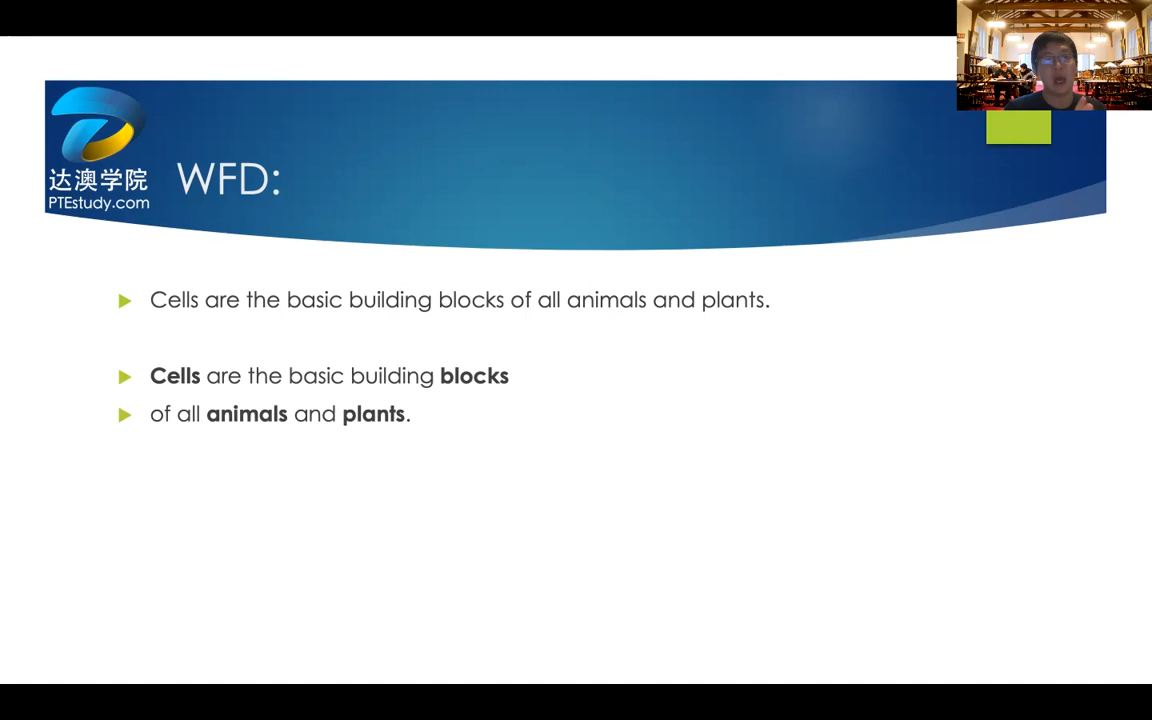 达澳学院
PTEstudy.com
WFD:
Cells are the basic building blocks of all animals and plants.
Cells are the basic building blocks
of all animals and plants.